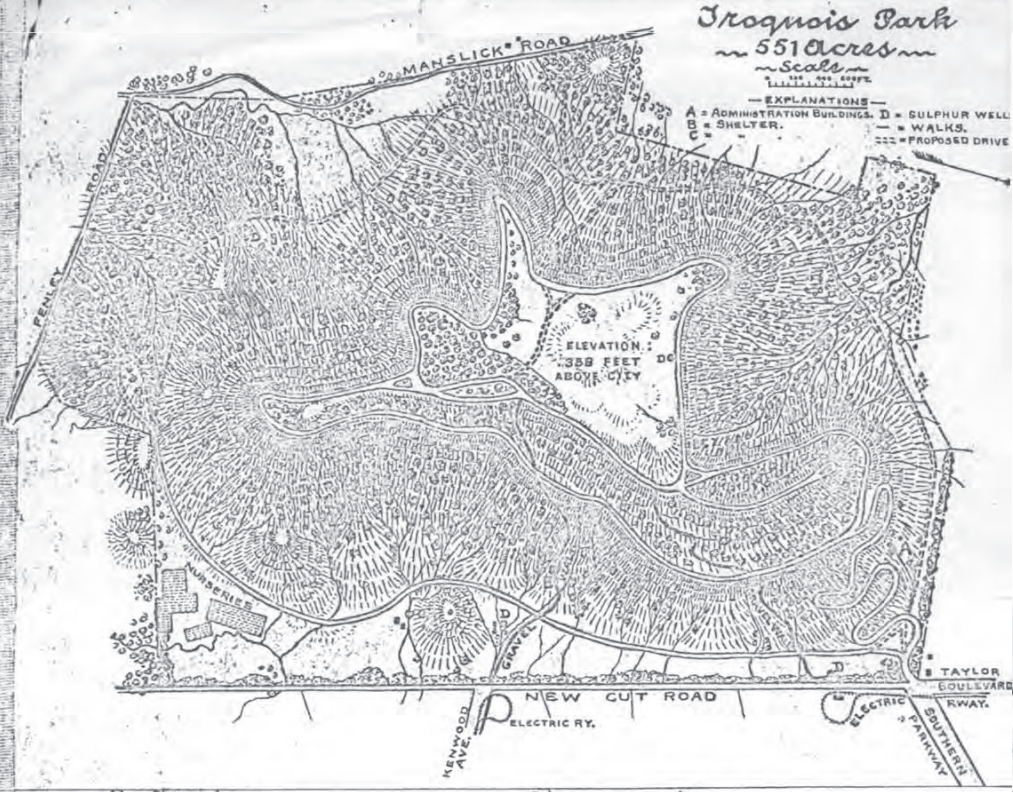 Iroquois Park
551 Acres
Scale
— EXPLANATIONS —
A = ADMINISTRATION BUILDINGS. D = SULPHUR WELL
B = SHELTER. — = WALKS.
C = " " === PROPOSED DRIVE
MANSLICK ROAD
PENLEY ROAD
ELEVATION
338 FEET
ABOVE CITY
NURSERIES
D
GRAVEL
A
D
TAYLOR
BOULEVARD
NEW CUT ROAD
ELECTRIC RWAY.
ELECTRIC RY.
KENWOOD
AVE.
SOUTHERN
PARKWAY